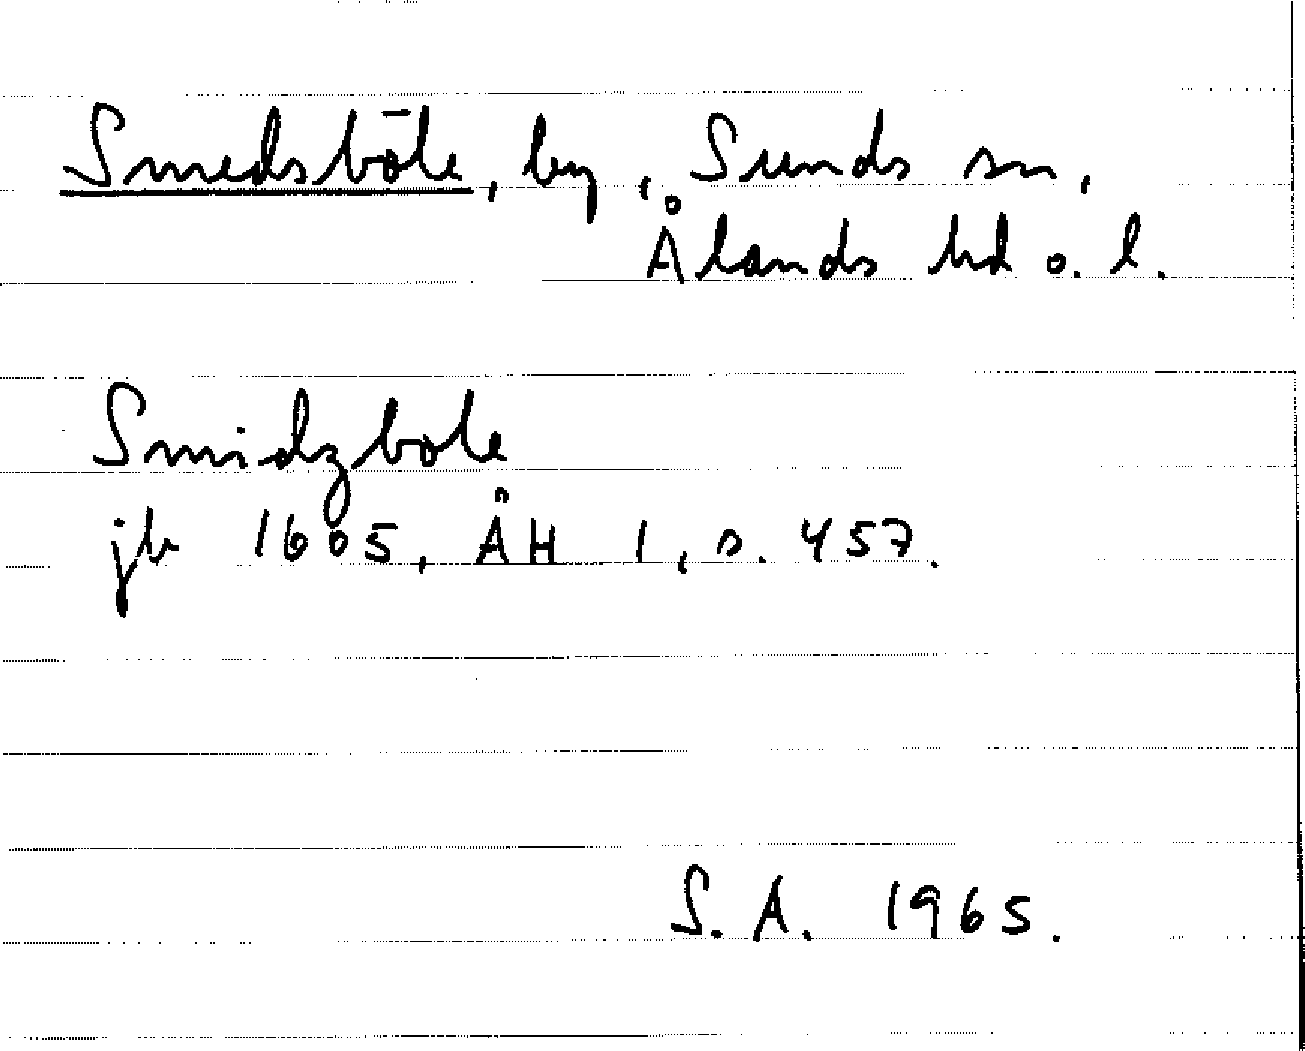 Smedsböle, by, Sunds sn,
Ålands hd o. l.
Smidzbole
jb 1605, ÅH 1, s. 457.
S. A. 1965.